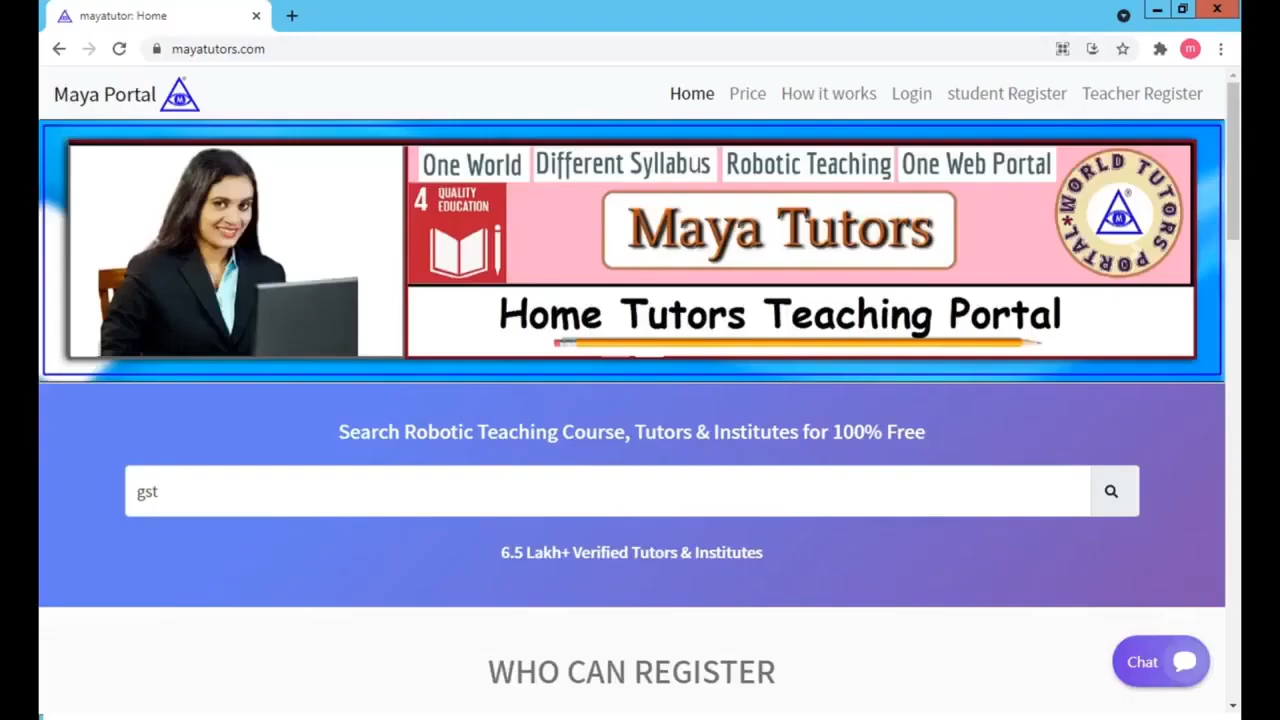 mayatutor: Home
mayatutors.com
m
Maya Portal M
Home Price How it works Login student Register Teacher Register
One World Different Syllabus Robotic Teaching One Web Portal
4 QUALITY EDUCATION
Maya Tutors
WORLD TUTORS PORTAL*
M
Home Tutors Teaching Portal
Search Robotic Teaching Course, Tutors & Institutes for 100% Free
gst
6.5 Lakh+ Verified Tutors & Institutes
WHO CAN REGISTER
Chat